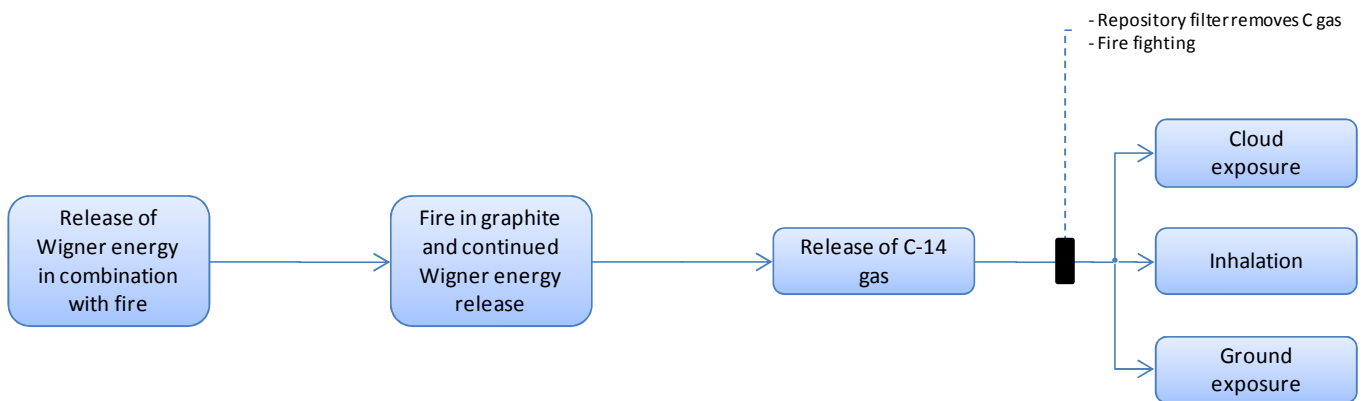 - Repository filter removes C gas
- Fire fighting
Release of
Wigner energy
in combination
with fire
Fire in graphite
and continued
Wigner energy
release
Release of C-14
gas
Cloud
exposure
Inhalation
Ground
exposure